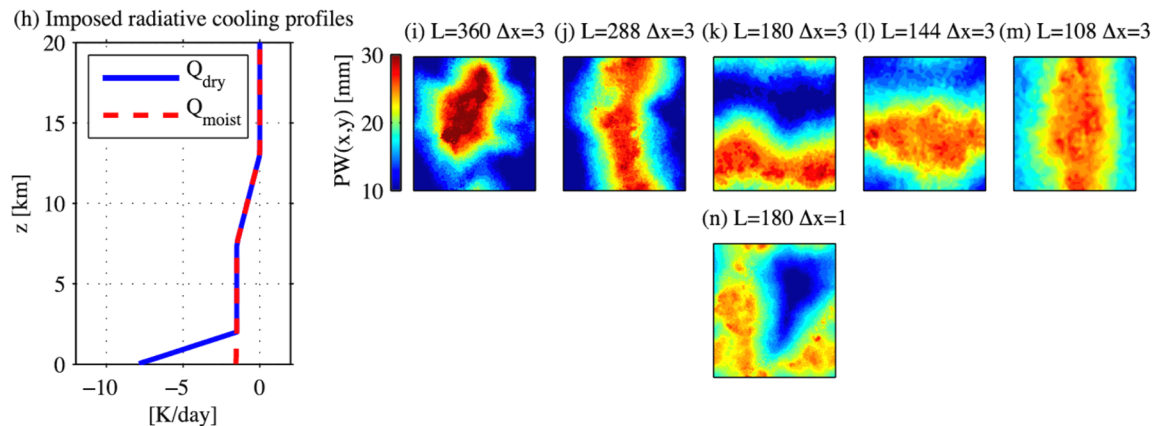 (h) Imposed radiative cooling profiles
Q_dry
Q_moist
20
15
10
5
0
z [km]
−10
−5
0
[K/day]
(i) L=360 Δx=3
(j) L=288 Δx=3
(k) L=180 Δx=3
(l) L=144 Δx=3
(m) L=108 Δx=3
PW(x,y) [mm]
30
20
10
(n) L=180 Δx=1